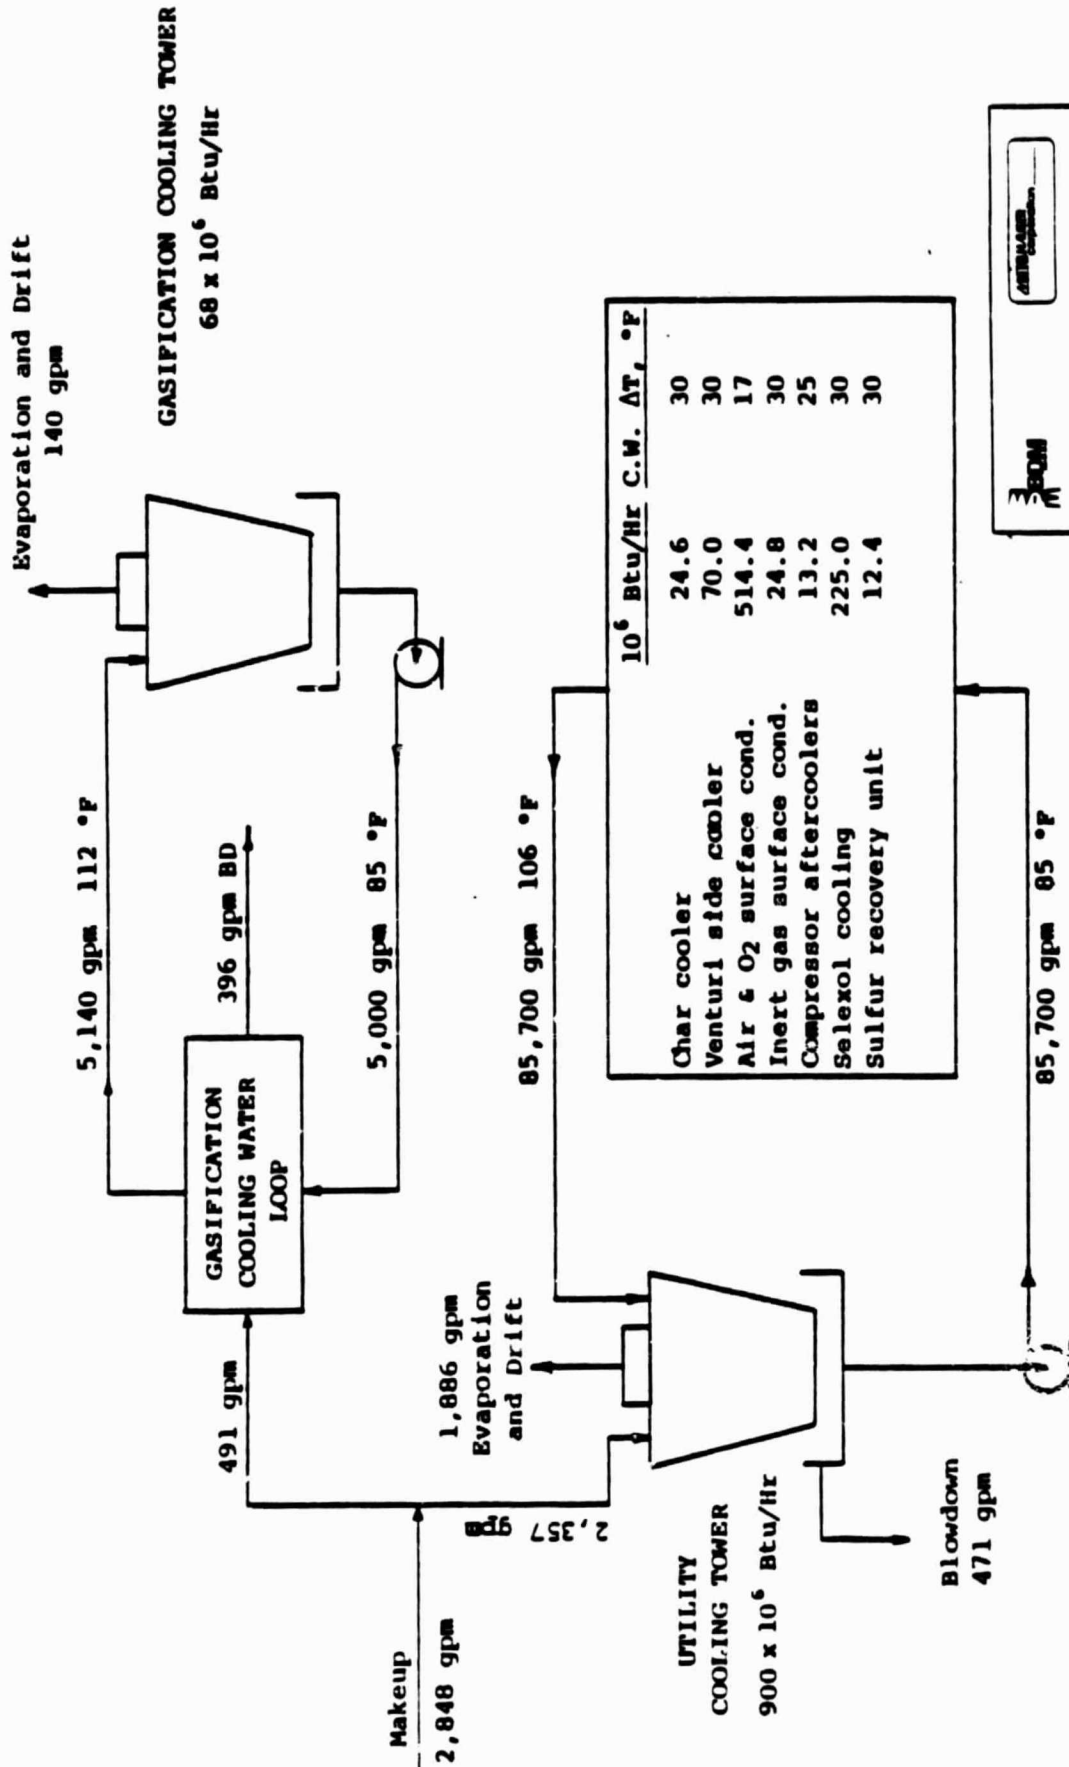 Evaporation and Drift
140 gpm
GASIFICATION COOLING TOWER
68 x 10⁶ Btu/Hr
5,140 gpm 112 °F
396 gpm BD
5,000 gpm 85 °F
GASIFICATION
COOLING WATER
LOOP
491 gpm
Makeup
2,848 gpm
2,357 gpm
1,886 gpm
Evaporation
and Drift
UTILITY
COOLING TOWER
900 x 10⁶ Btu/Hr
Blowdown
471 gpm
85,700 gpm 106 °F
10⁶ Btu/Hr C.W. ΔT, °F
Char cooler 24.6 30
Venturi side cooler 70.0 30
Air & O₂ surface cond. 514.4 17
Inert gas surface cond. 24.8 30
Compressor aftercoolers 13.2 25
Selexol cooling 225.0 30
Sulfur recovery unit 12.4 30
85,700 gpm 85 °F
BDM
corporation